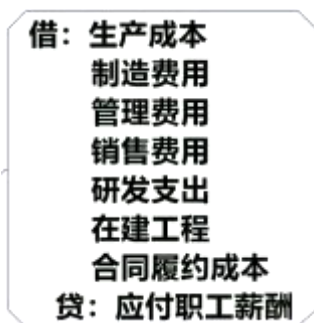 借：生产成本
制造费用
管理费用
销售费用
研发支出
在建工程
合同履约成本
贷：应付职工薪酬